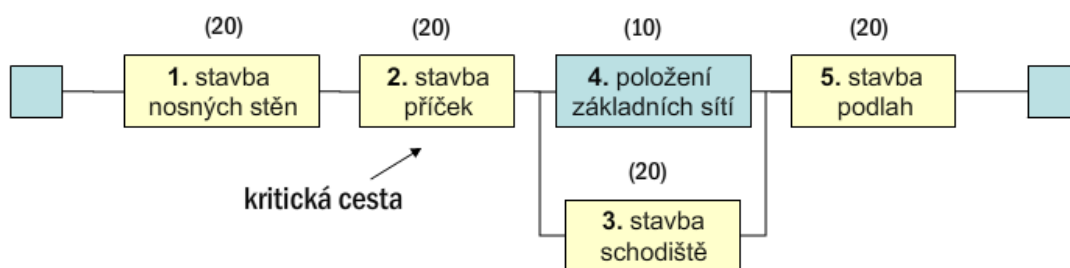 (20)
(20)
(10)
(20)
1. stavba
nosných stěn
2. stavba
příček
4. položení
základních sítí
5. stavba
podlah
kritická cesta
(20)
3. stavba
schodiště